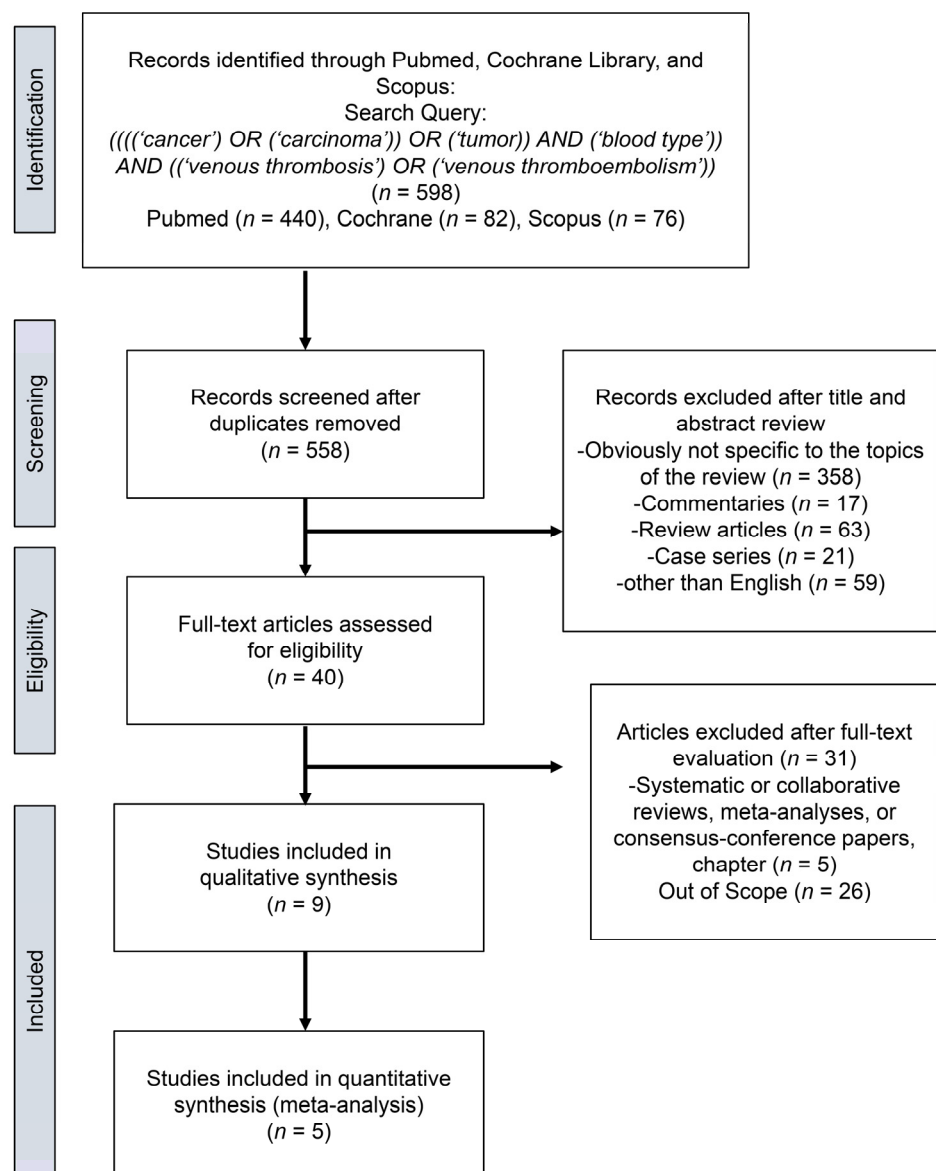 Identification
Records identified through Pubmed, Cochrane Library, and
Scopus:
Search Query:
(((('cancer') OR ('carcinoma')) OR ('tumor)) AND ('blood type'))
AND (('venous thrombosis') OR ('venous thromboembolism'))
(n = 598)
Pubmed (n = 440), Cochrane (n = 82), Scopus (n = 76)
Screening
Records screened after
duplicates removed
(n = 558)
Records excluded after title and
abstract review
-Obviously not specific to the topics
of the review (n = 358)
-Commentaries (n = 17)
-Review articles (n = 63)
-Case series (n = 21)
-other than English (n = 59)
Eligibility
Full-text articles assessed
for eligibility
(n = 40)
Articles excluded after full-text
evaluation (n = 31)
-Systematic or collaborative
reviews, meta-analyses, or
consensus-conference papers,
chapter (n = 5)
Out of Scope (n = 26)
Included
Studies included in
qualitative synthesis
(n = 9)
Studies included in quantitative
synthesis (meta-analysis)
(n = 5)